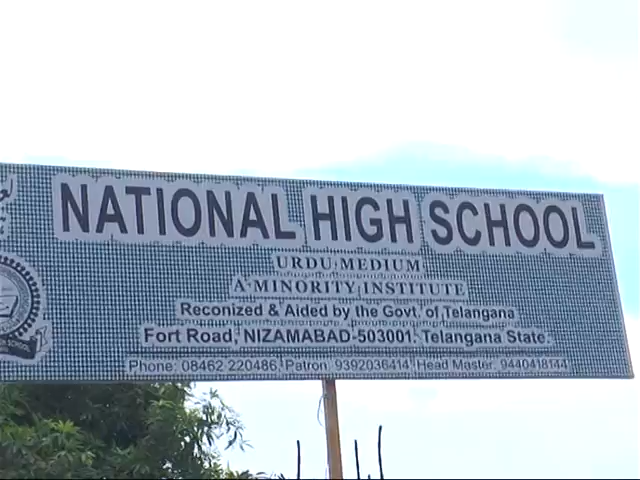 NATIONAL HIGH SCHOOL
URDU MEDIUM
A MINORITY INSTITUTE
Reconized & Aided by the Govt. of Telangana
Fort Road, NIZAMABAD-503001. Telangana State.
Phone: 08462 220486, Patron: 9392036414, Head Master. 9440418144